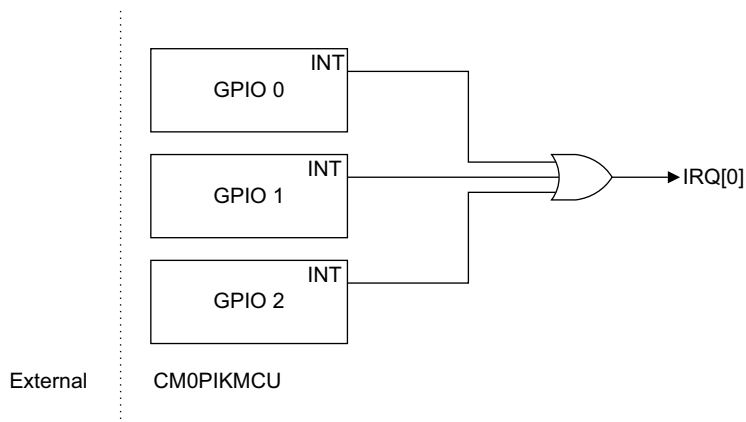 INT
GPIO 0
INT
GPIO 1
IRQ[0]
INT
GPIO 2
External
CM0PIKMCU